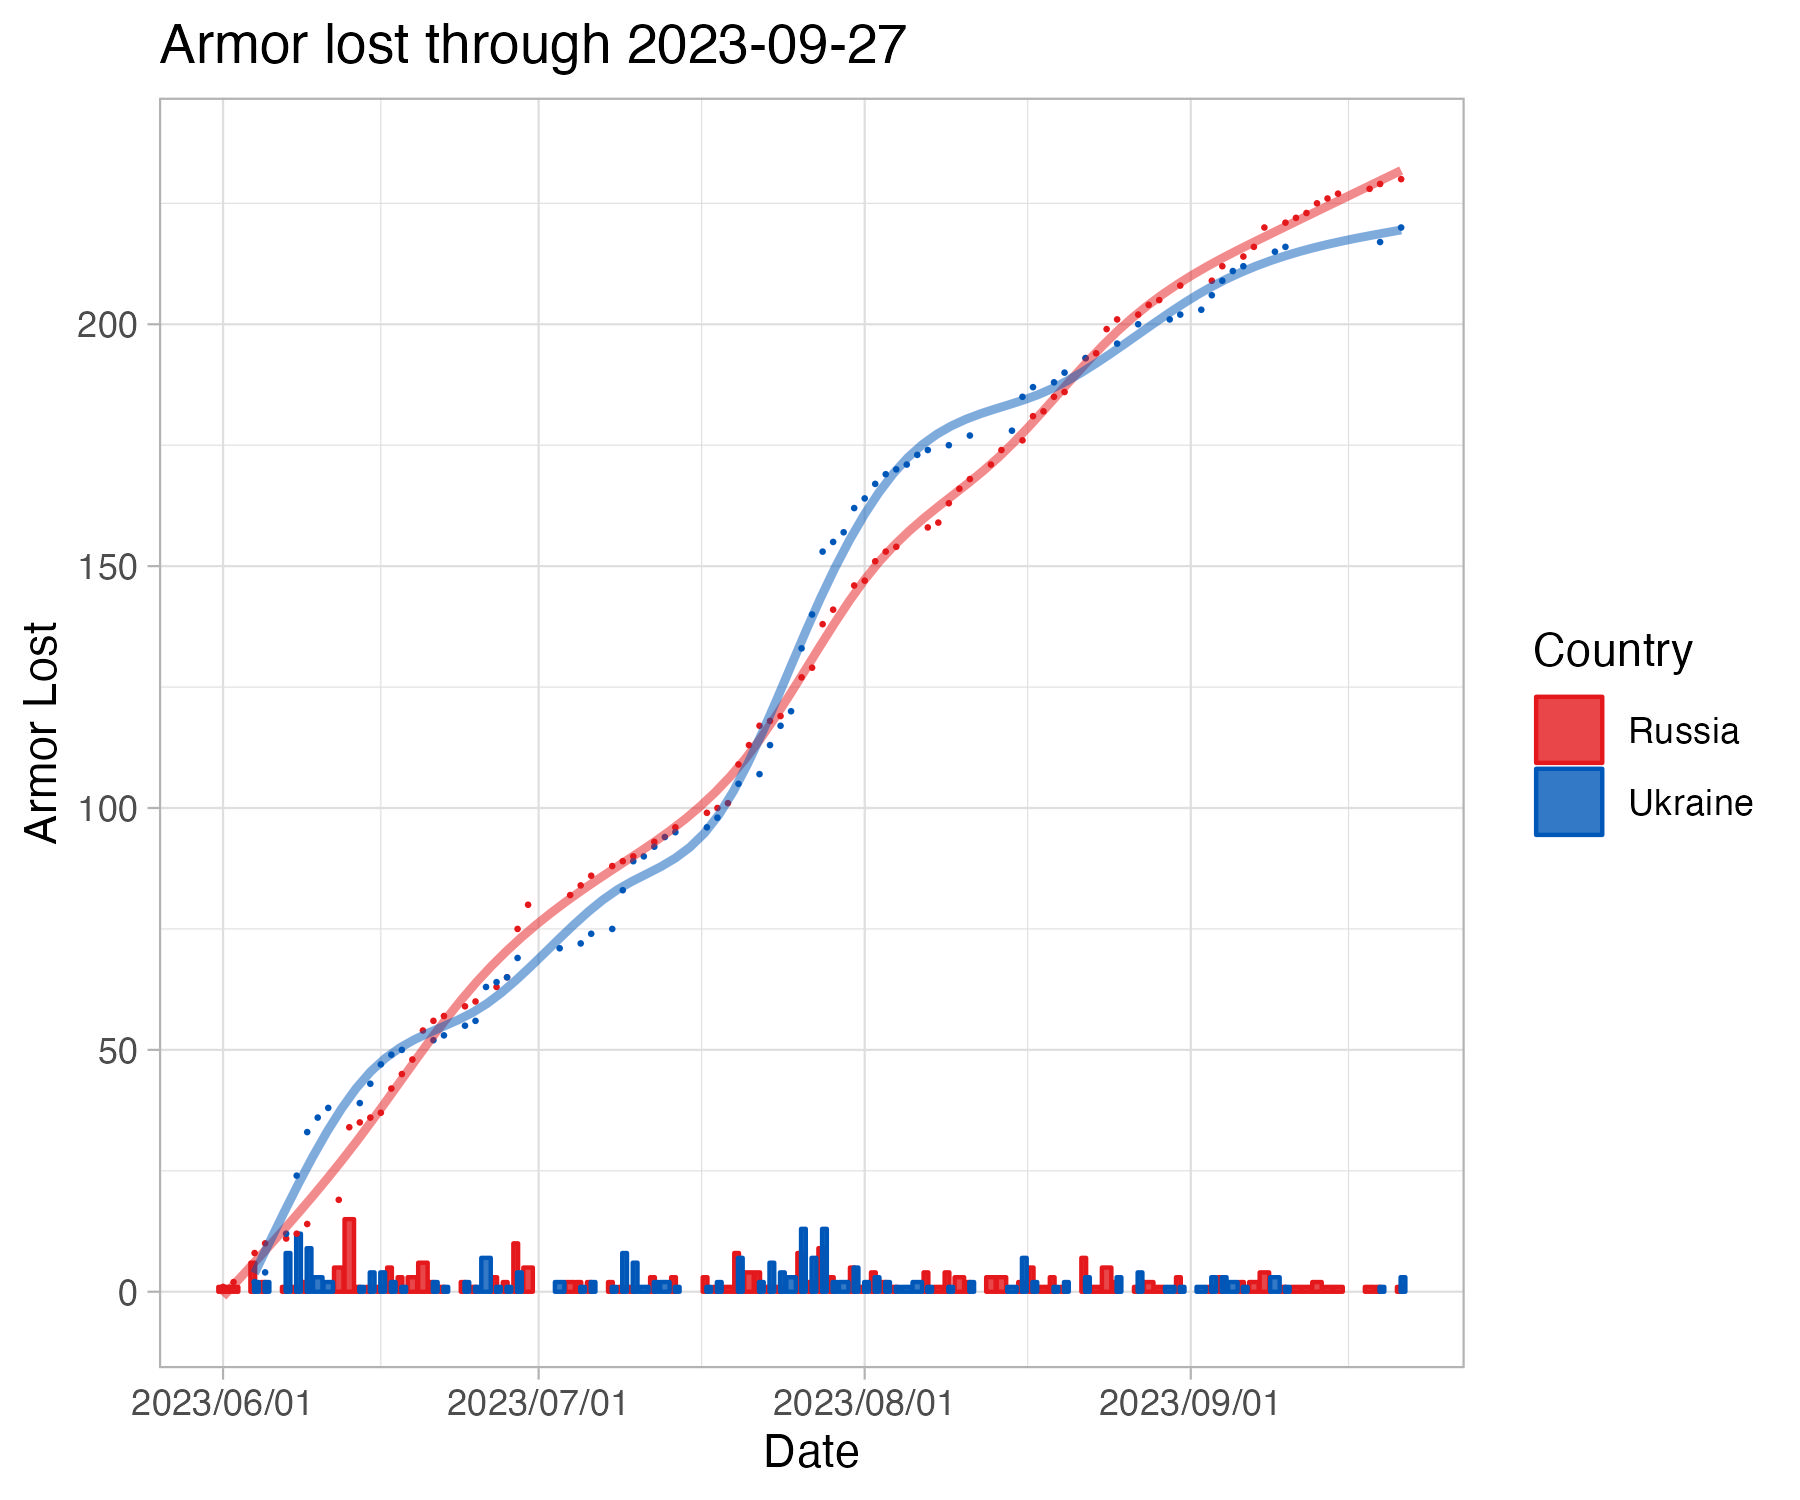 Armor lost through 2023-09-27
Armor Lost
200
150
100
50
0
2023/06/01
2023/07/01
2023/08/01
2023/09/01
Date
Country
Russia
Ukraine